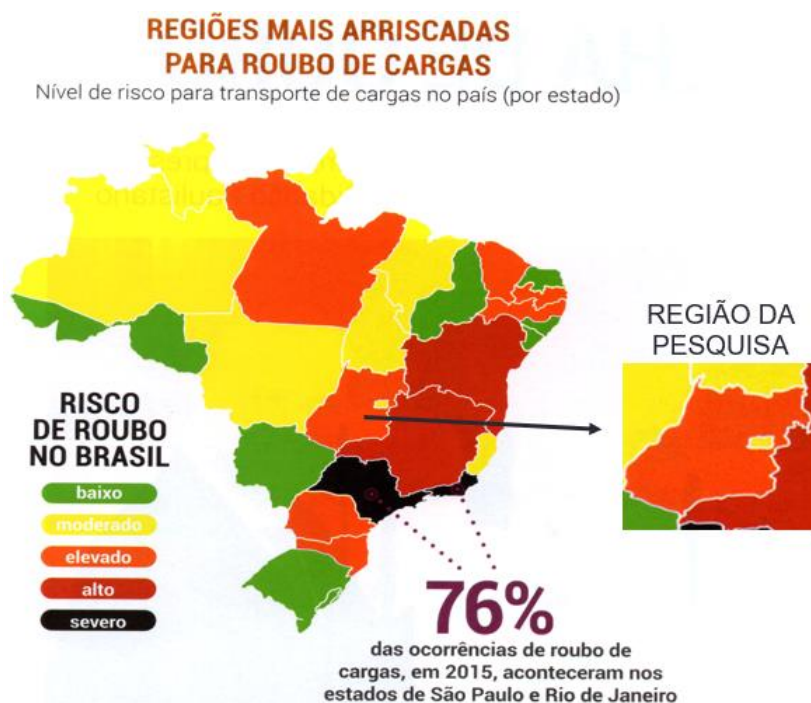 REGIÕES MAIS ARRISCADAS
PARA ROUBO DE CARGAS
Nível de risco para transporte de cargas no país (por estado)
REGIÃO DA
PESQUISA
RISCO
DE ROUBO
NO BRASIL
baixo
moderado
elevado
alto
severo
76%
das ocorrências de roubo de
cargas, em 2015, aconteceram nos
estados de São Paulo e Rio de Janeiro